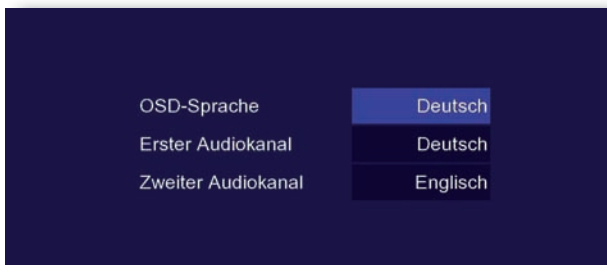 OSD-Sprache Deutsch
Erster Audiokanal Deutsch
Zweiter Audiokanal Englisch